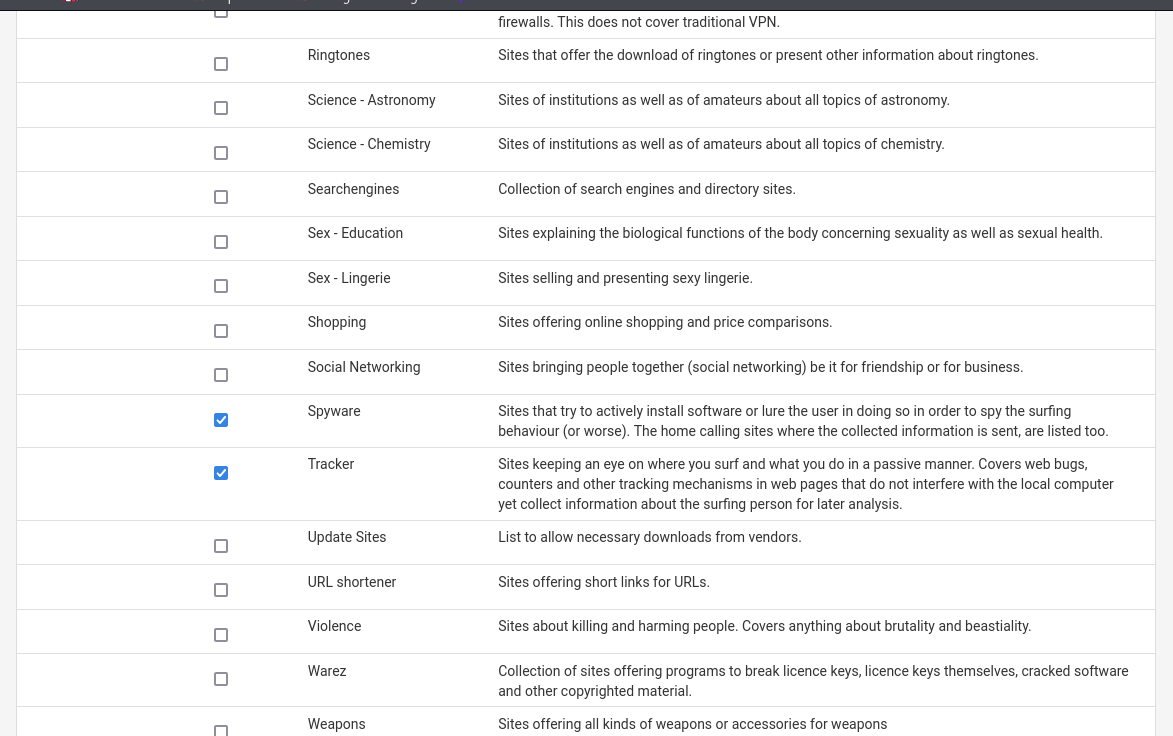 firewalls. This does not cover traditional VPN.
Ringtones Sites that offer the download of ringtones or present other information about ringtones.
Science - Astronomy Sites of institutions as well as of amateurs about all topics of astronomy.
Science - Chemistry Sites of institutions as well as of amateurs about all topics of chemistry.
Searchengines Collection of search engines and directory sites.
Sex - Education Sites explaining the biological functions of the body concerning sexuality as well as sexual health.
Sex - Lingerie Sites selling and presenting sexy lingerie.
Shopping Sites offering online shopping and price comparisons.
Social Networking Sites bringing people together (social networking) be it for friendship or for business.
Spyware Sites that try to actively install software or lure the user in doing so in order to spy the surfing
behaviour (or worse). The home calling sites where the collected information is sent, are listed too.
Tracker Sites keeping an eye on where you surf and what you do in a passive manner. Covers web bugs,
counters and other tracking mechanisms in web pages that do not interfere with the local computer
yet collect information about the surfing person for later analysis.
Update Sites List to allow necessary downloads from vendors.
URL shortener Sites offering short links for URLs.
Violence Sites about killing and harming people. Covers anything about brutality and beastiality.
Warez Collection of sites offering programs to break licence keys, licence keys themselves, cracked software
and other copyrighted material.
Weapons Sites offering all kinds of weapons or accessories for weapons